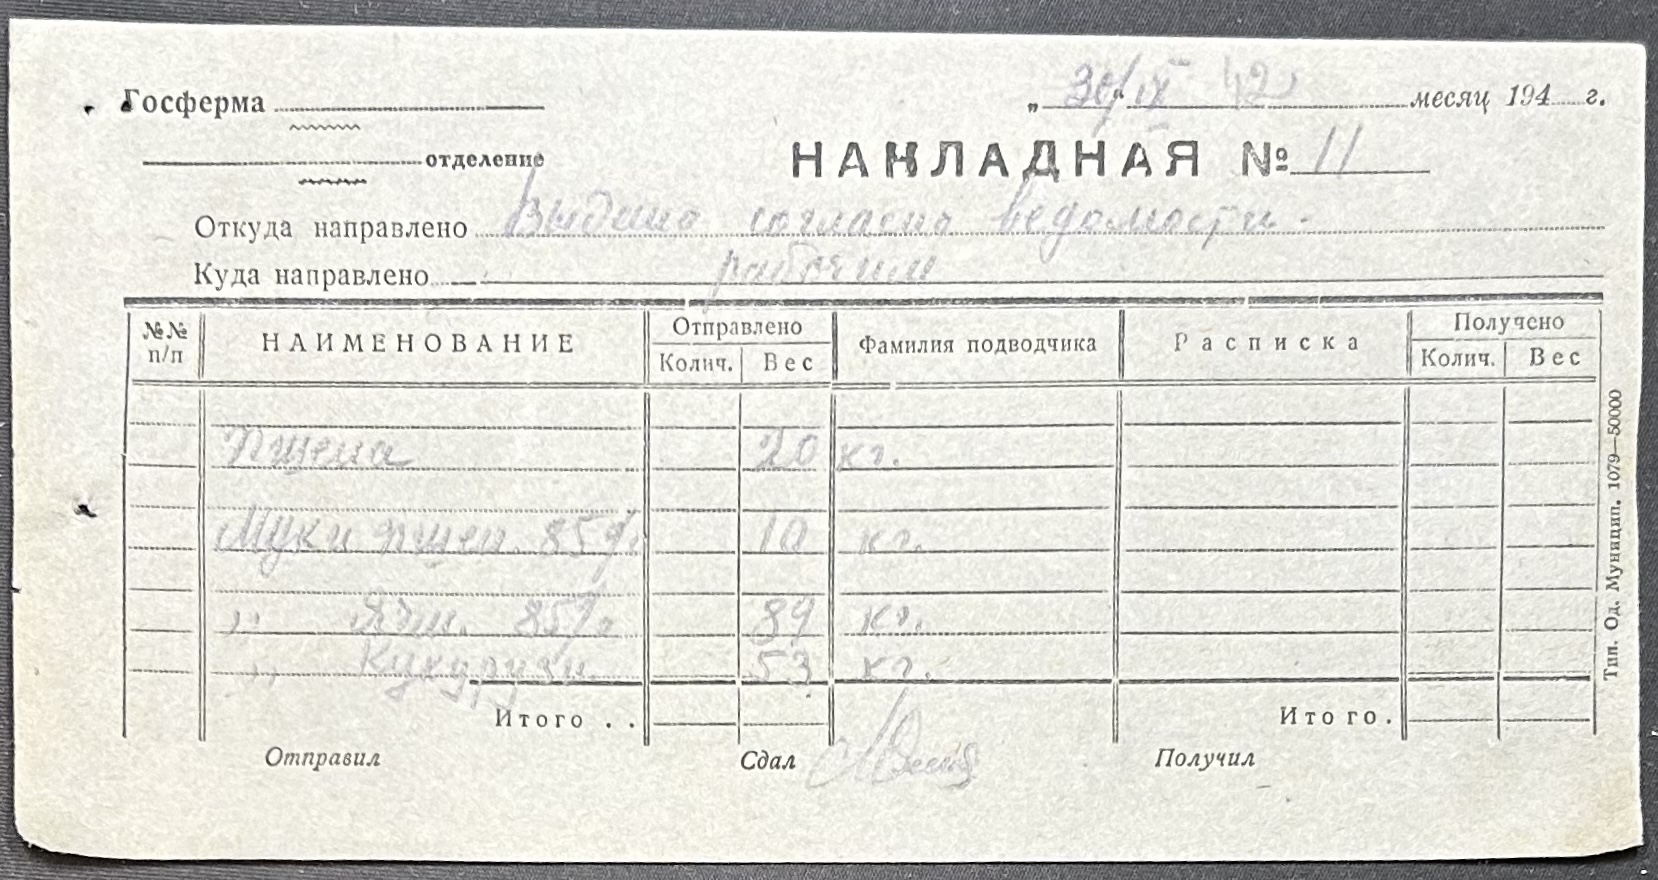 Госферма „30“ IX 42 месяц 194 г.
отделение
НАКЛАДНАЯ № 11
Откуда направлено Выдано согласно ведомости.
Куда направлено рабочим
№№ п/п НАИМЕНОВАНИЕ Отправлено Фамилия подводчика Расписка Получено
Колич. Вес Колич. Вес
Пшена 20 кг.
Муки пшен. 85% 10 кг.
,, Ячм. 85% 89 кг.
,, Кукурузн. 53 кг.
Итого . . Итого.
Отправил Сдал Получил
Тип. Од. Муницип. 1079—50000